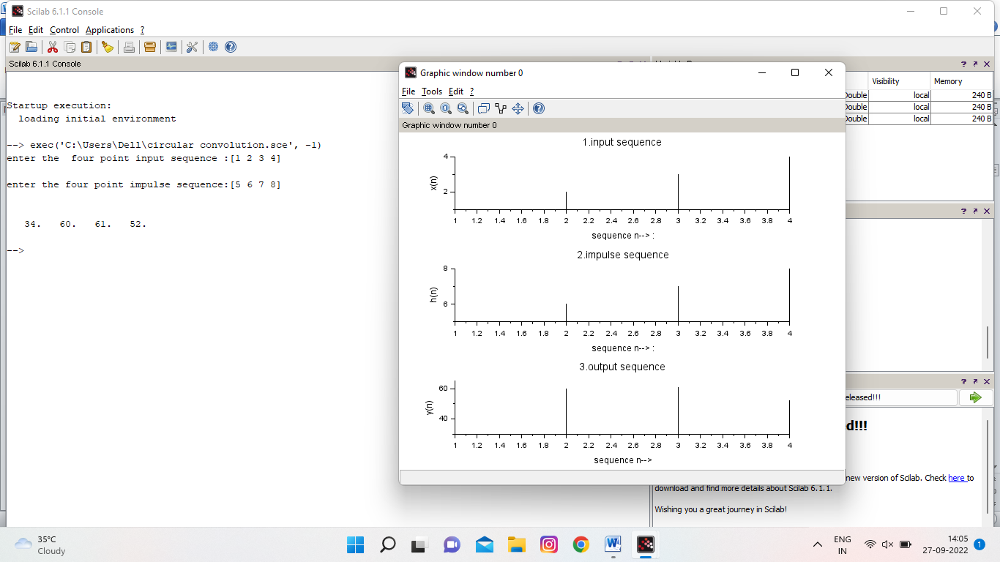 Scilab 6.1.1 Console
File Edit Control Applications ?
Scilab 6.1.1 Console
Startup execution:
loading initial environment
--> exec('C:\Users\Dell\circular convolution.sce', -1)
enter the  four point input sequence :[1 2 3 4]
enter the four point impulse sequence:[5 6 7 8]
34. 60. 61. 52.
-->
Graphic window number 0
File Tools Edit ?
Graphic window number 0
1.input sequence
x(n)
4
2
1 1.2 1.4 1.6 1.8 2 2.2 2.4 2.6 2.8 3 3.2 3.4 3.6 3.8 4
sequence n--> :
2.impulse sequence
h(n)
8
6
1 1.2 1.4 1.6 1.8 2 2.2 2.4 2.6 2.8 3 3.2 3.4 3.6 3.8 4
sequence n--> :
3.output sequence
y(n)
60
40
1 1.2 1.4 1.6 1.8 2 2.2 2.4 2.6 2.8 3 3.2 3.4 3.6 3.8 4
sequence n-->
Visibility Memory
Double local 240 B
Double local 240 B
Double local 240 B
eleased!!!
d!!!
new version of Scilab. Check here to
download and find more details about Scilab 6.1.1.
Wishing you a great journey in Scilab!
35°C
Cloudy
ENG
IN
14:05
27-09-2022
1